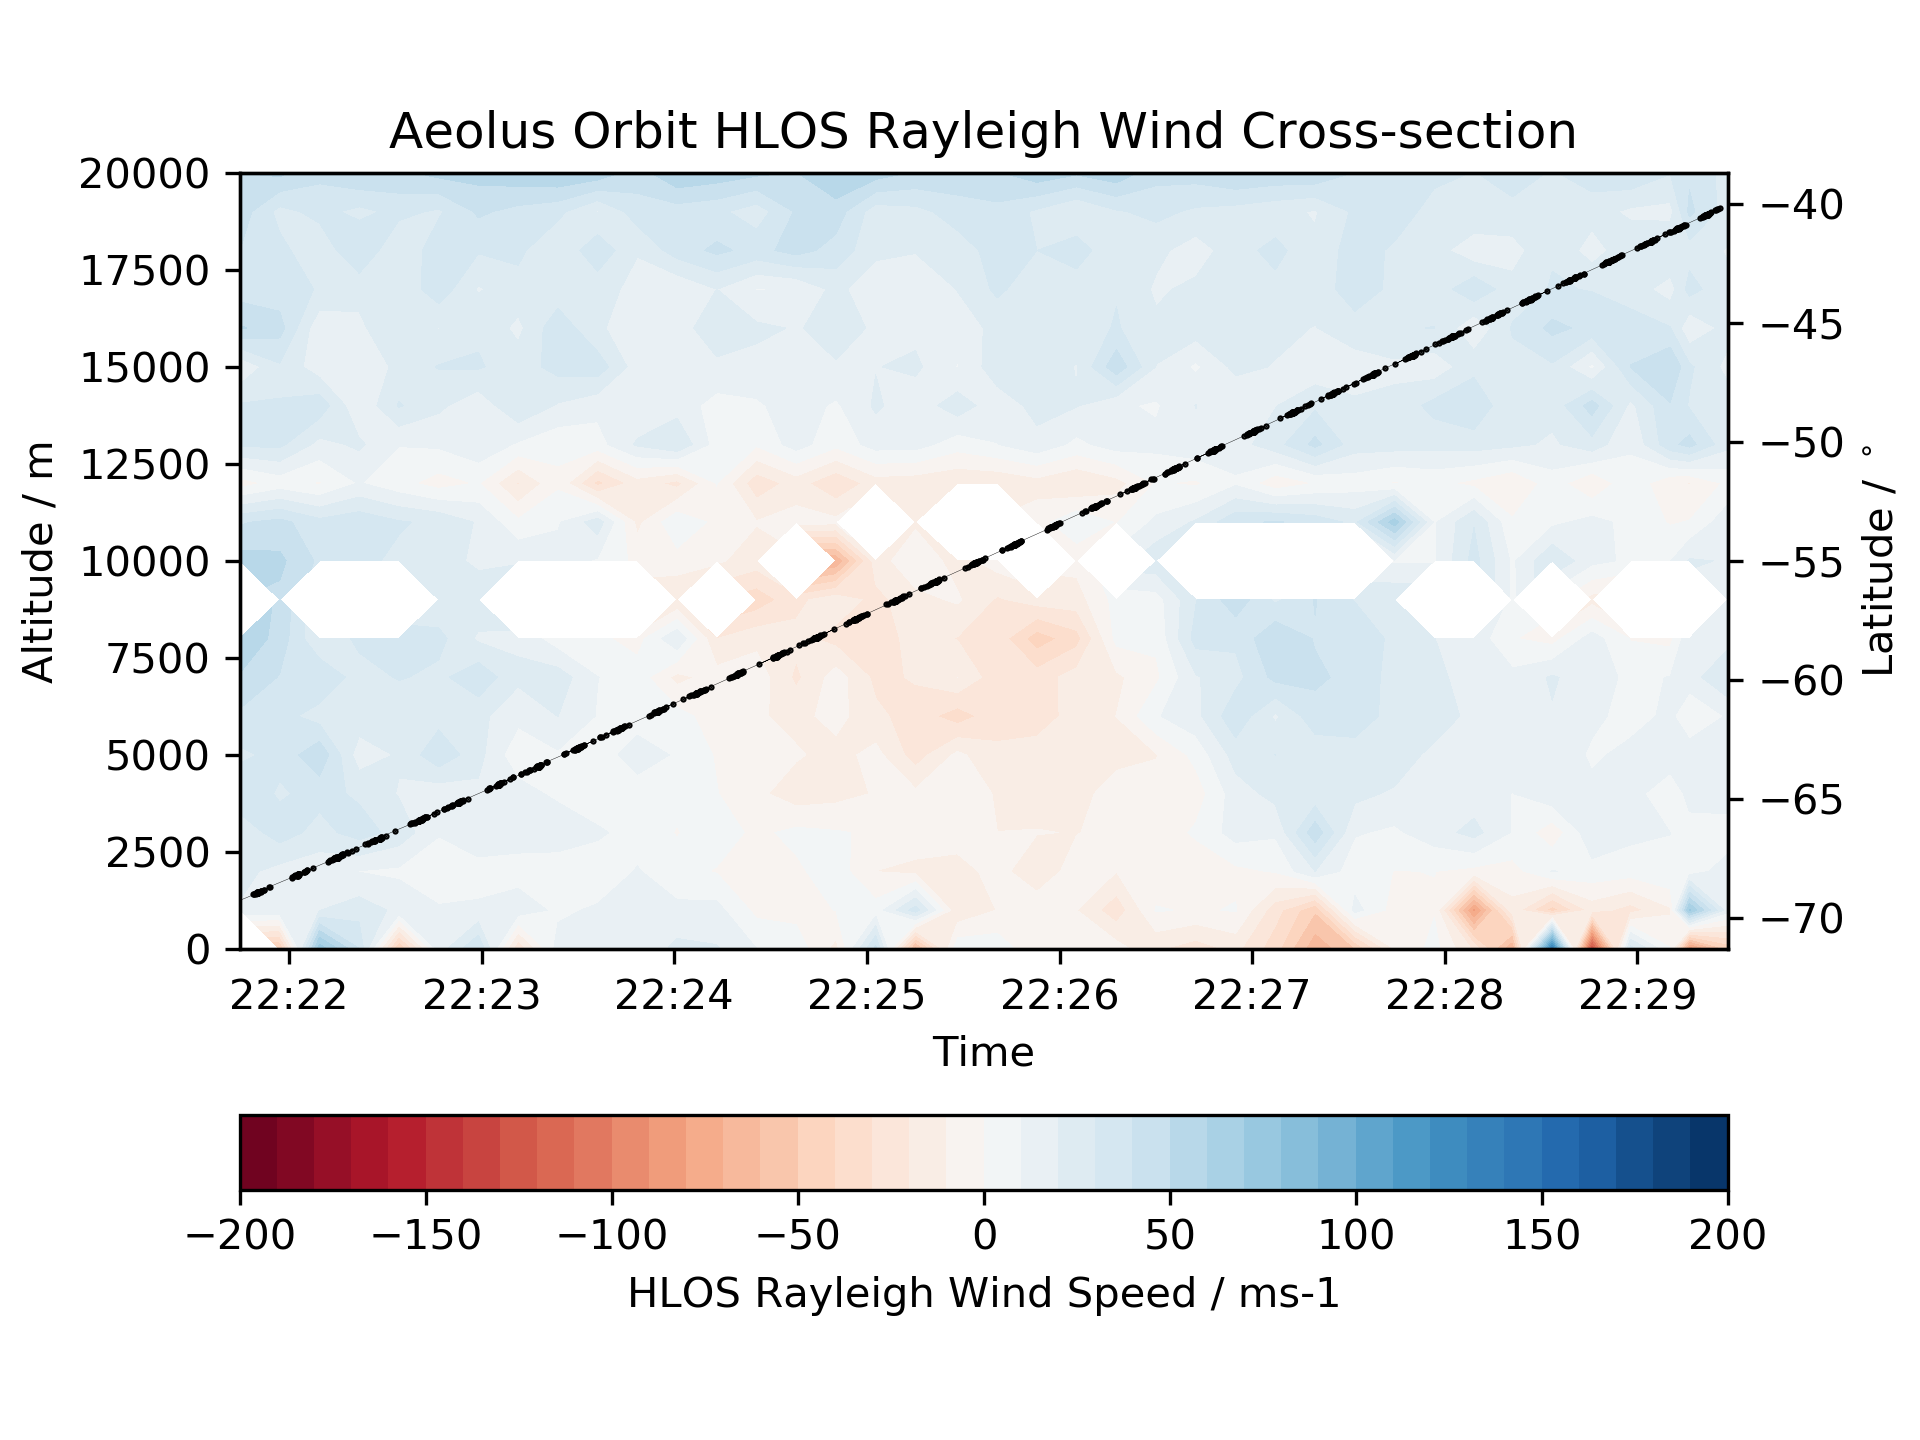 Aeolus Orbit HLOS Rayleigh Wind Cross-section
20000
17500
15000
12500
10000
7500
5000
2500
0
Altitude / m
−40
−45
−50
−55
−60
−65
−70
Latitude / °
22:22 22:23 22:24 22:25 22:26 22:27 22:28 22:29
Time
−200 −150 −100 −50 0 50 100 150 200
HLOS Rayleigh Wind Speed / ms-1